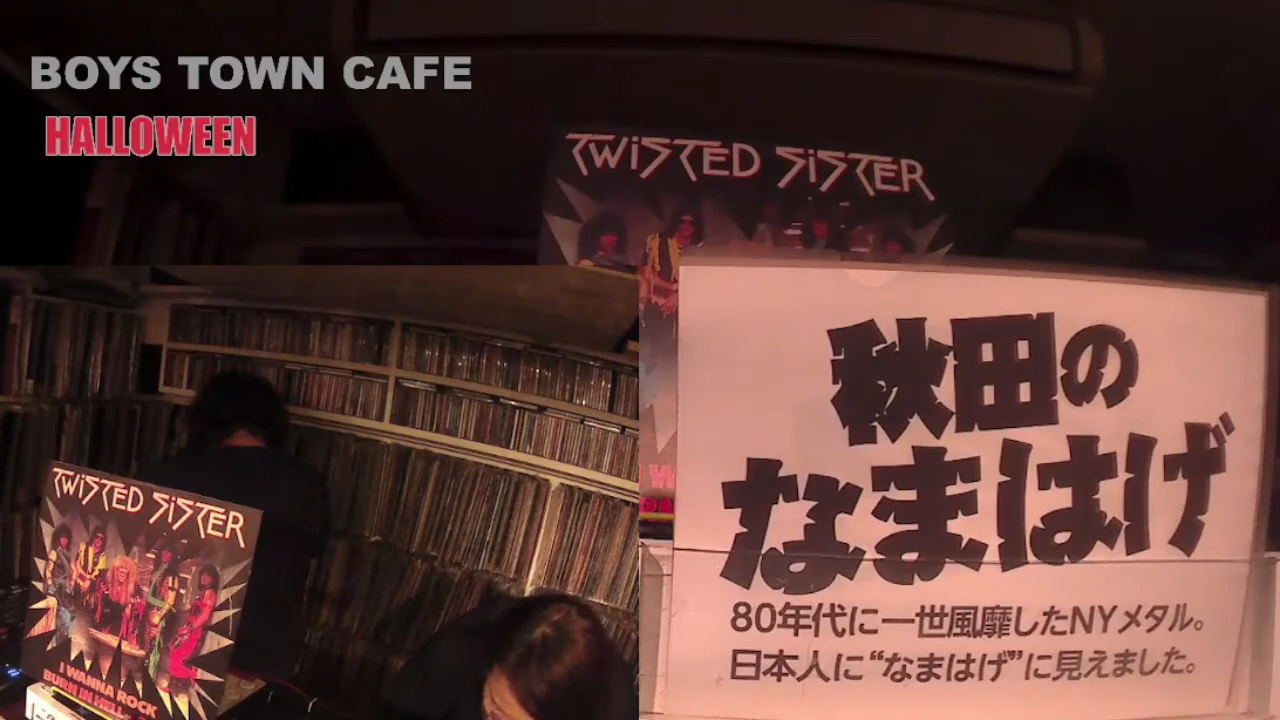 BOYS TOWN CAFE
HALLOWEEN
TWISTED SISTER
秋田の
なまはげ
80年代に一世風靡したNYメタル。
日本人に“なまはげ”に見えました。
TWISTED SISTER
I WANNA ROCK
BURN IN HELL